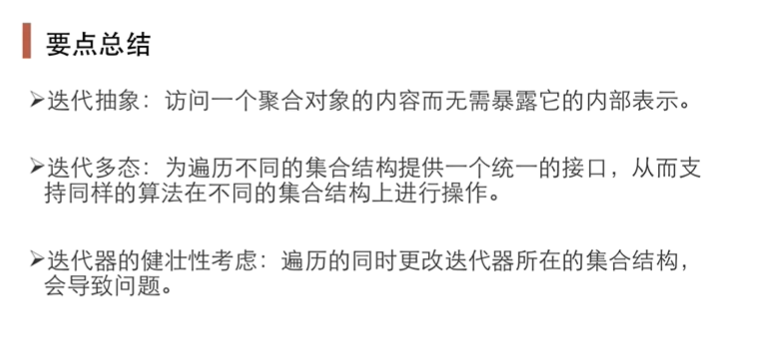 要点总结
➢迭代抽象：访问一个聚合对象的内容而无需暴露它的内部表示。
➢迭代多态：为遍历不同的集合结构提供一个统一的接口，从而支
持同样的算法在不同的集合结构上进行操作。
➢迭代器的健壮性考虑：遍历的同时更改迭代器所在的集合结构，
会导致问题。